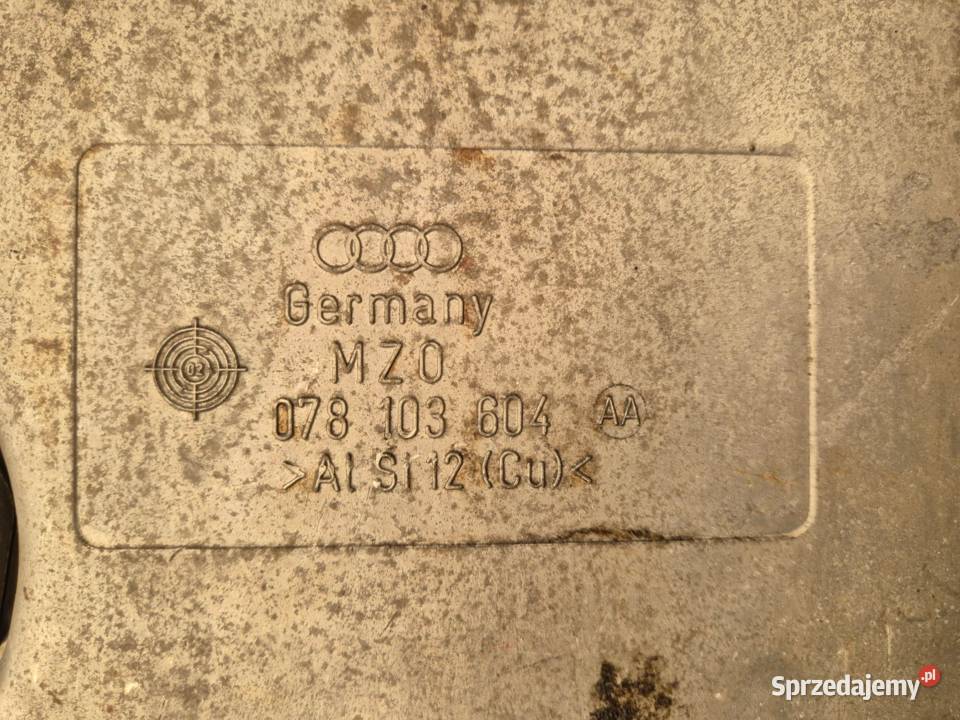 Germany
MZO
02
078 103 604 AA
>Al Si 12 (Cu)<
Sprzedajemy.pl